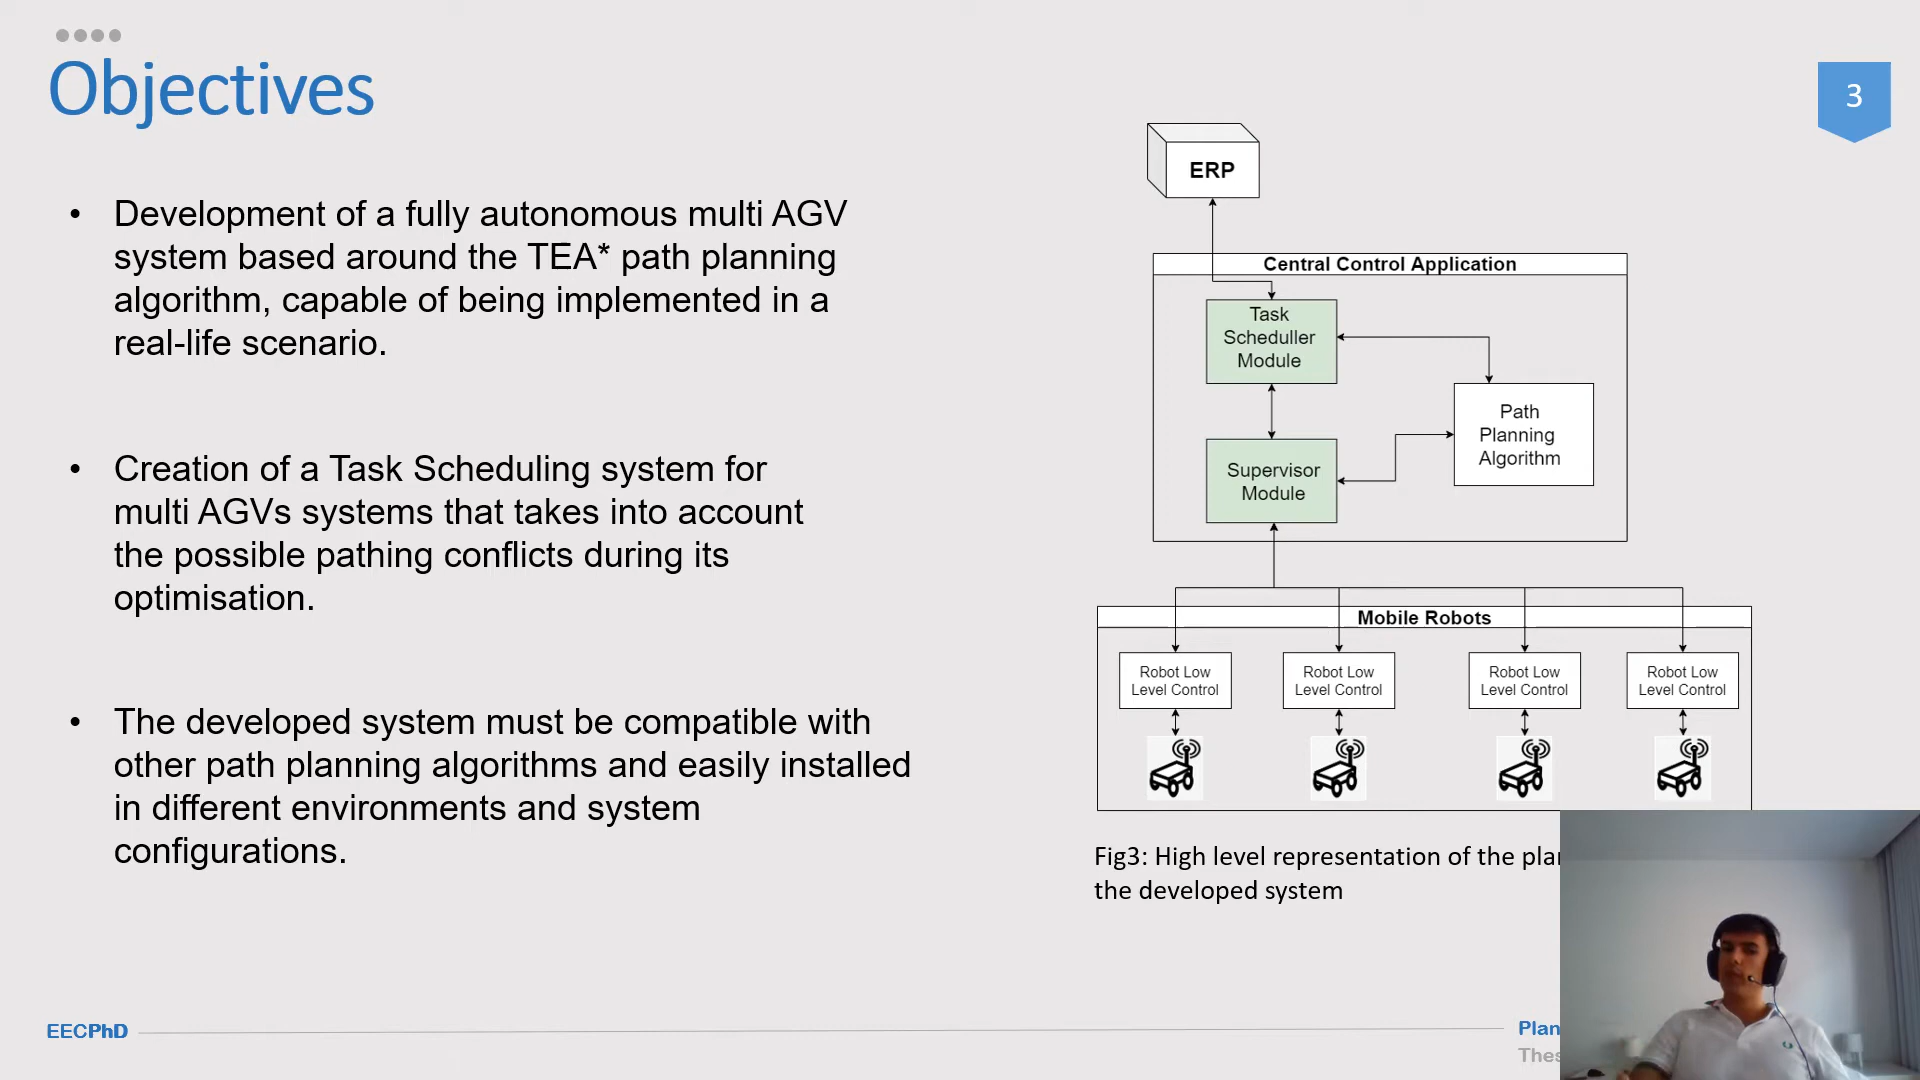 Objectives
3
• Development of a fully autonomous multi AGV
system based around the TEA* path planning
algorithm, capable of being implemented in a
real-life scenario.
• Creation of a Task Scheduling system for
multi AGVs systems that takes into account
the possible pathing conflicts during its
optimisation.
• The developed system must be compatible with
other path planning algorithms and easily installed
in different environments and system
configurations.
ERP
Central Control Application
Task
Scheduller
Module
Path
Planning
Algorithm
Supervisor
Module
Mobile Robots
Robot Low
Level Control
Robot Low
Level Control
Robot Low
Level Control
Robot Low
Level Control
Fig3: High level representation of the
the developed system
EECPhD